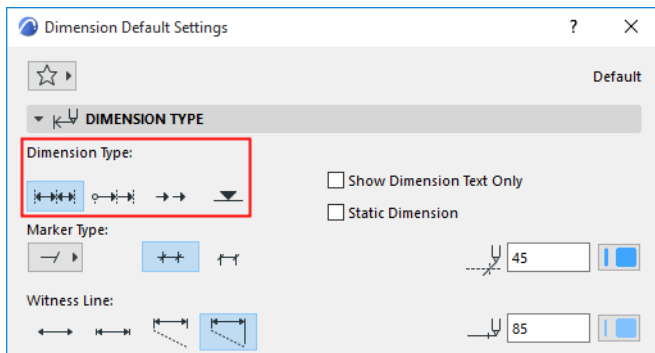 Dimension Default Settings
Default
DIMENSION TYPE
Dimension Type:
Show Dimension Text Only
Static Dimension
Marker Type:
45
Witness Line:
85